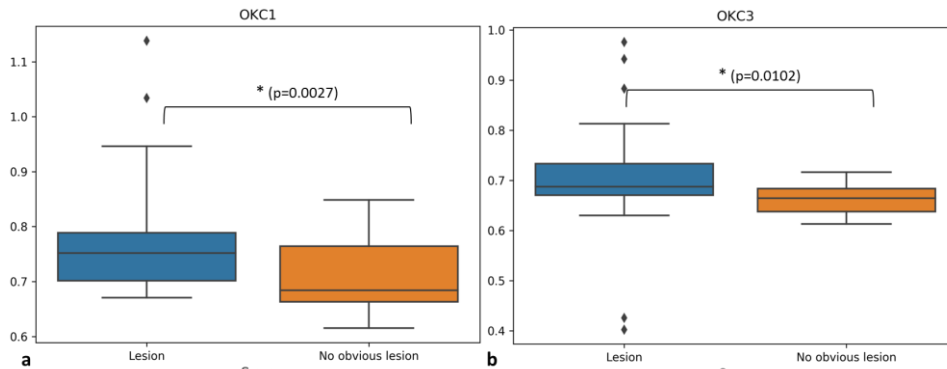 OKC1
1.1
1.0
0.9
0.8
0.7
0.6
* (p=0.0027)
Lesion
No obvious lesion
a
OKC3
1.0
0.9
0.8
0.7
0.6
0.5
0.4
* (p=0.0102)
Lesion
No obvious lesion
b